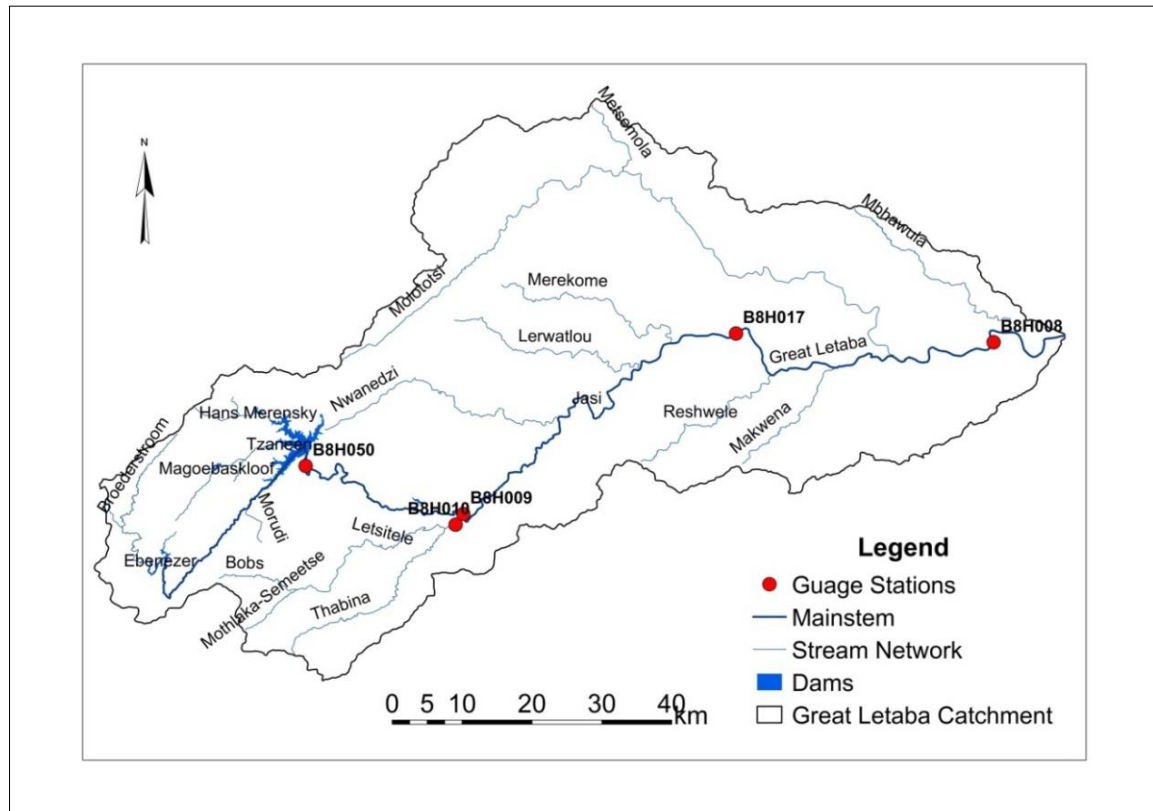 Metsemola
N
Mbhawula
Molototsi
Merekome
B8H017
B8H008
Lerwatlou
Great Letaba
Nwanedzi
Jasi
Hans Merensky
Reshwele
Makwena
Tzaneen
B8H050
Magoebaskloof
Broederstroom
B8H009
B8H010
Morudi
Letsitele
Ebenezer
Bobs
Mothlaka-Semeetse
Thabina
Legend
Guage Stations
Mainstem
Stream Network
Dams
Great Letaba Catchment
0 5 10 20 30 40
km